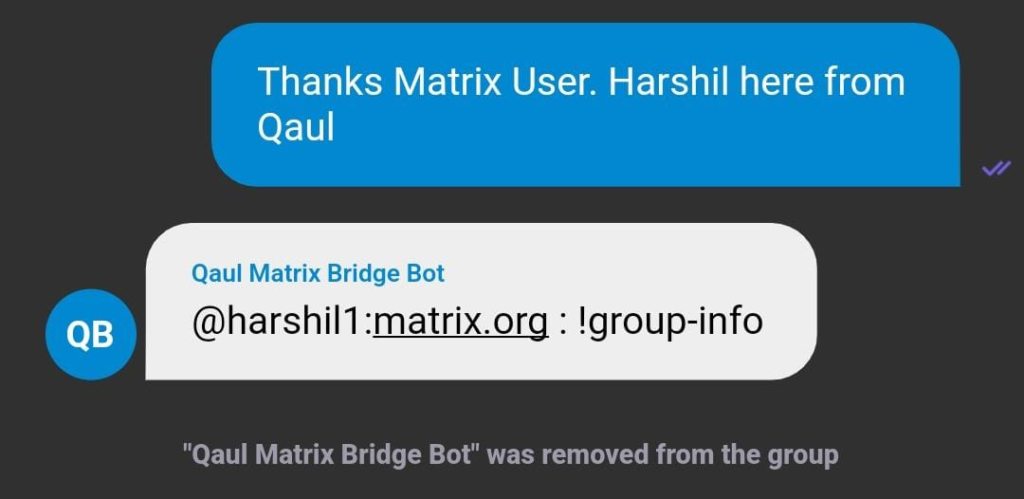 Thanks Matrix User. Harshil here from
Qaul
Qaul Matrix Bridge Bot
QB
@harshil1:matrix.org : !group-info
"Qaul Matrix Bridge Bot" was removed from the group